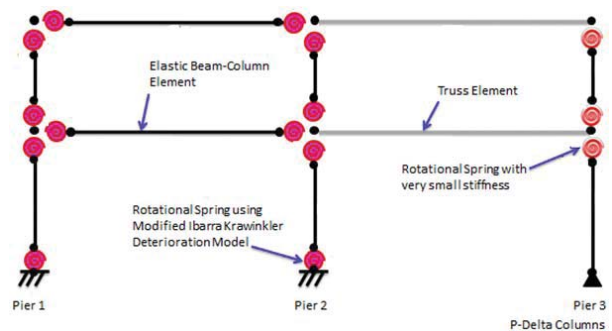 Elastic Beam-Column
Element
Truss Element
Rotational Spring with
very small stiffness
Rotational Spring using
Modified Ibarra Krawinkler
Deterioration Model
Pier 1
Pier 2
Pier 3
P-Delta Columns